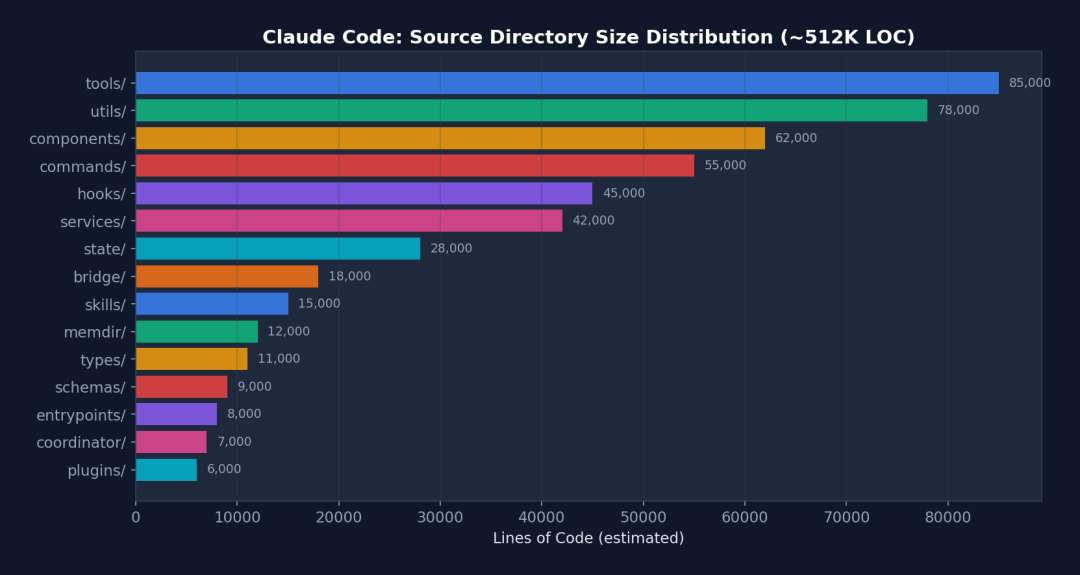 Claude Code: Source Directory Size Distribution (~512K LOC)
tools/ 85,000
utils/ 78,000
components/ 62,000
commands/ 55,000
hooks/ 45,000
services/ 42,000
state/ 28,000
bridge/ 18,000
skills/ 15,000
memdir/ 12,000
types/ 11,000
schemas/ 9,000
entrypoints/ 8,000
coordinator/ 7,000
plugins/ 6,000
0 10000 20000 30000 40000 50000 60000 70000 80000
Lines of Code (estimated)